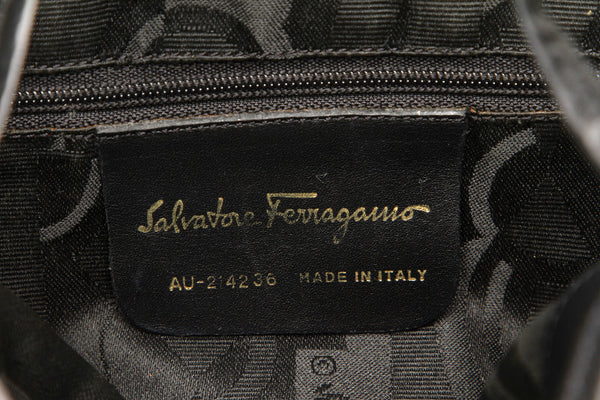 Salvatore Ferragamo
AU-214236 MADE IN ITALY